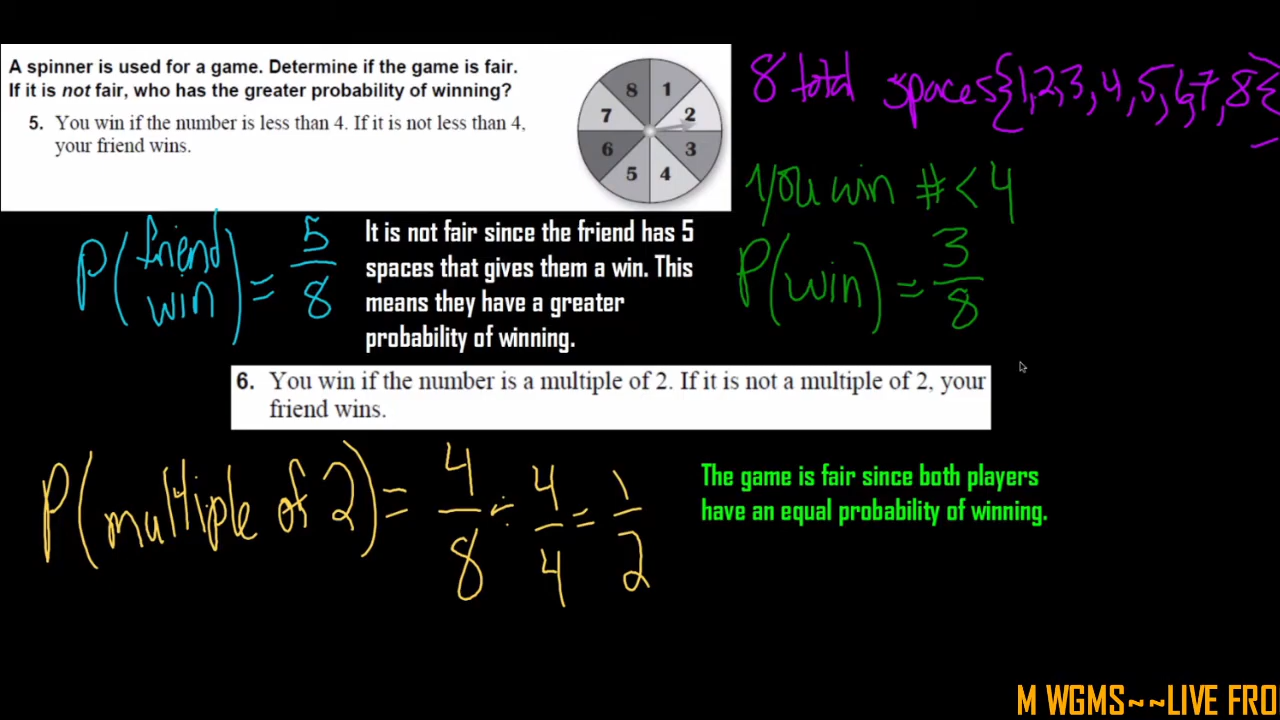 A spinner is used for a game. Determine if the game is fair.
If it is not fair, who has the greater probability of winning?
5. You win if the number is less than 4. If it is not less than 4,
your friend wins.
8 1
7 2
6 3
5 4
8 total spaces {1,2,3,4,5,6,7,8}
you win # < 4
P(win) = 3/8
P(friend win) = 5/8
It is not fair since the friend has 5
spaces that gives them a win. This
means they have a greater
probability of winning.
6. You win if the number is a multiple of 2. If it is not a multiple of 2, your
friend wins.
P(multiple of 2) = 4/8 ÷ 4/4 = 1/2
The game is fair since both players
have an equal probability of winning.
M WGMS~~LIVE FRO